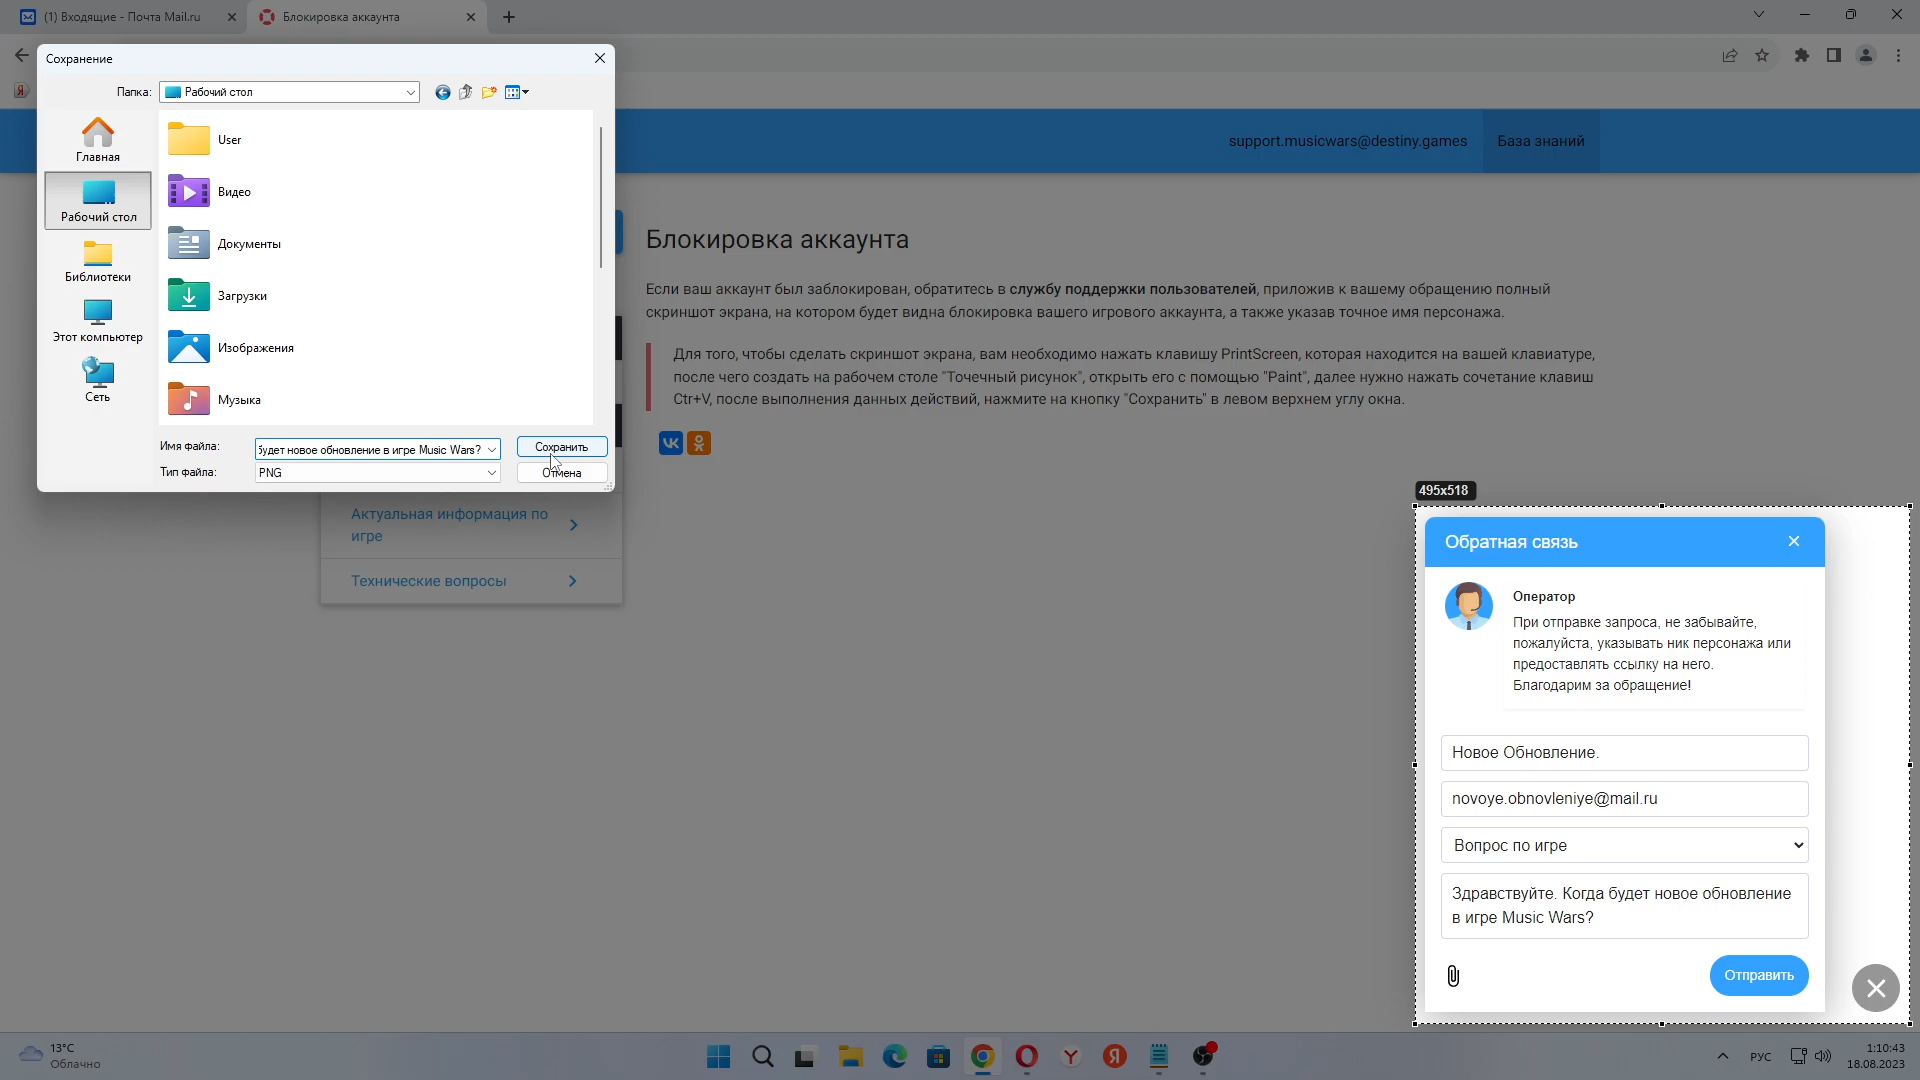 (1) Входящие - Почта Mail.ru
Блокировка аккаунта
Сохранение
Папка:
Рабочий стол
Главная
Рабочий стол
Библиотеки
Этот компьютер
Сеть
User
Видео
Документы
Загрузки
Изображения
Музыка
Имя файла:
будет новое обновление в игре Music Wars?
Сохранить
Тип файла:
PNG
Отмена
Я
support.musicwars@destiny.games
База знаний
Блокировка аккаунта
Если ваш аккаунт был заблокирован, обратитесь в службу поддержки пользователей, приложив к вашему обращению полный
скриншот экрана, на котором будет видна блокировка вашего игрового аккаунта, а также указав точное имя персонажа.
Для того, чтобы сделать скриншот экрана, вам необходимо нажать клавишу PrintScreen, которая находится на вашей клавиатуре,
после чего создать на рабочем столе "Точечный рисунок", открыть его с помощью "Paint", далее нужно нажать сочетание клавиш
Ctr+V, после выполнения данных действий, нажмите на кнопку "Сохранить" в левом верхнем углу окна.
Актуальная информация по
игре
Технические вопросы
495x518
Обратная связь
Оператор
При отправке запроса, не забывайте,
пожалуйста, указывать ник персонажа или
предоставлять ссылку на него.
Благодарим за обращение!
Новое Обновление.
novoye.obnovleniye@mail.ru
Вопрос по игре
Здравствуйте. Когда будет новое обновление
в игре Music Wars?
Отправить
13°C
Облачно
РУС
1:10:43
18.08.2023